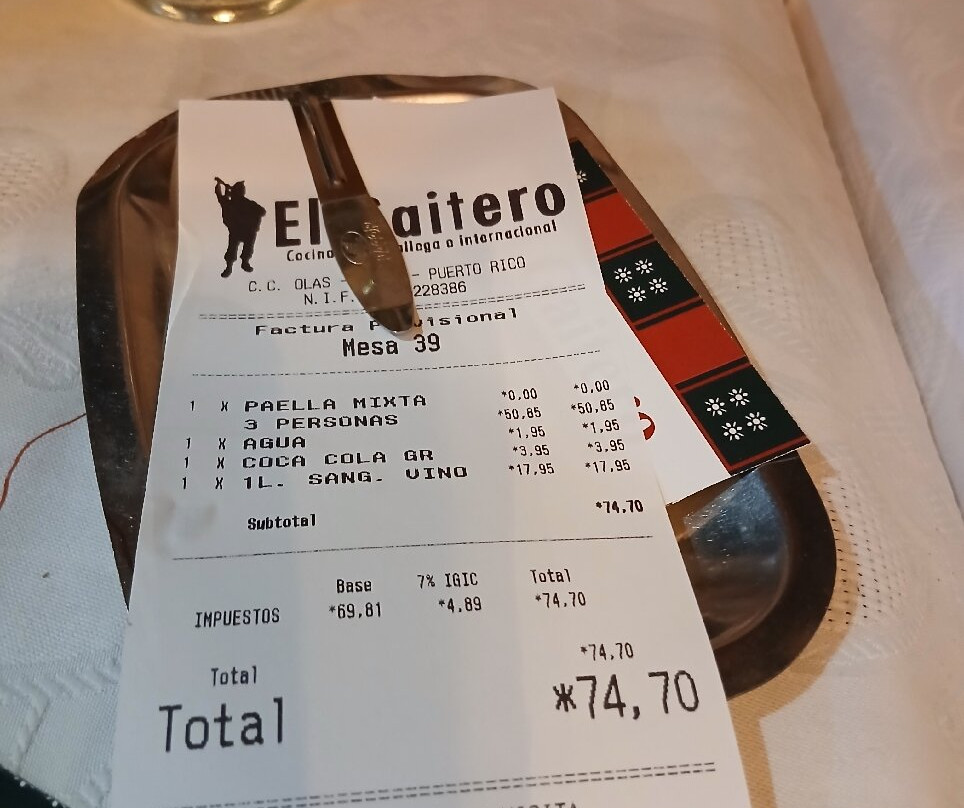 El Gaitero
Cocina Gallega o internacional
C.C. OLAS - - PUERTO RICO
N.I.F. 228386
Factura Provisional
Mesa 39
1 X PAELLA MIXTA *0,00 *0,00
3 PERSONAS *50,85 *50,85
1 X AGUA *1,95 *1,95
1 X COCA COLA GR *3,95 *3,95
1 X 1L. SANG. VINO *17,95 *17,95
Subtotal *74,70
Base 7% IGIC Total
IMPUESTOS *69,81 *4,89 *74,70
Total *74,70
Total *74,70